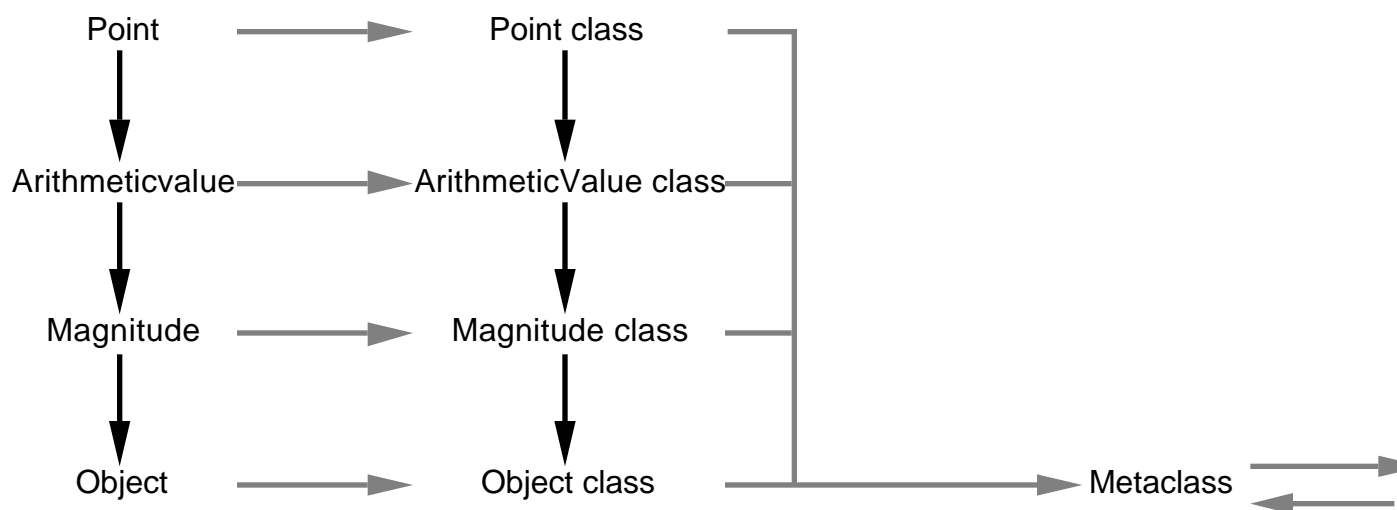 Point Point class
Arithmeticvalue ArithmeticValue class
Magnitude Magnitude class
Object Object class Metaclass